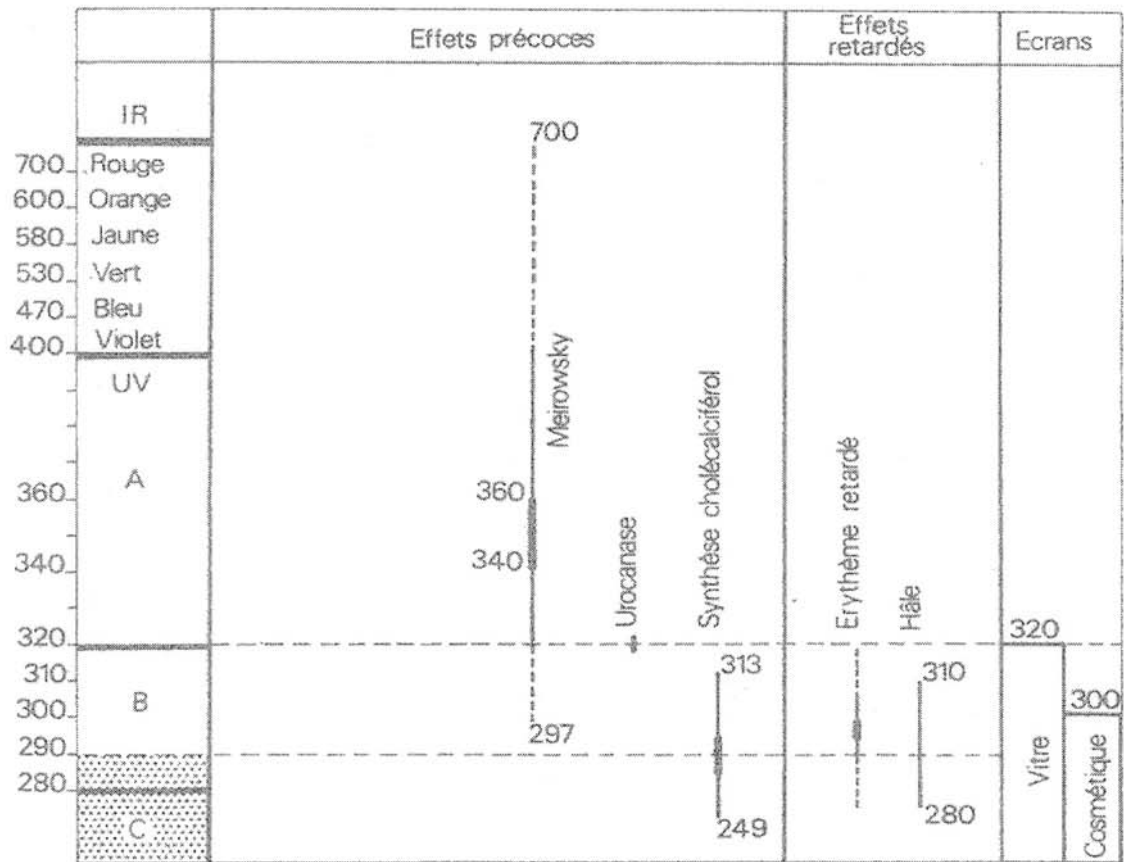 Effets précoces
Effets
retardés
Ecrans
IR
700
700
Rouge
600
Orange
580
Jaune
530
Vert
470
Bleu
400
Violet
UV
Meirowsky
A
360
360
340
340
Urocanase
Synthèse cholécalciférol
Erythème retardé
Hâle
320
320
310
313
310
B
300
300
297
290
280
Vitre
Cosmétique
C
249
280